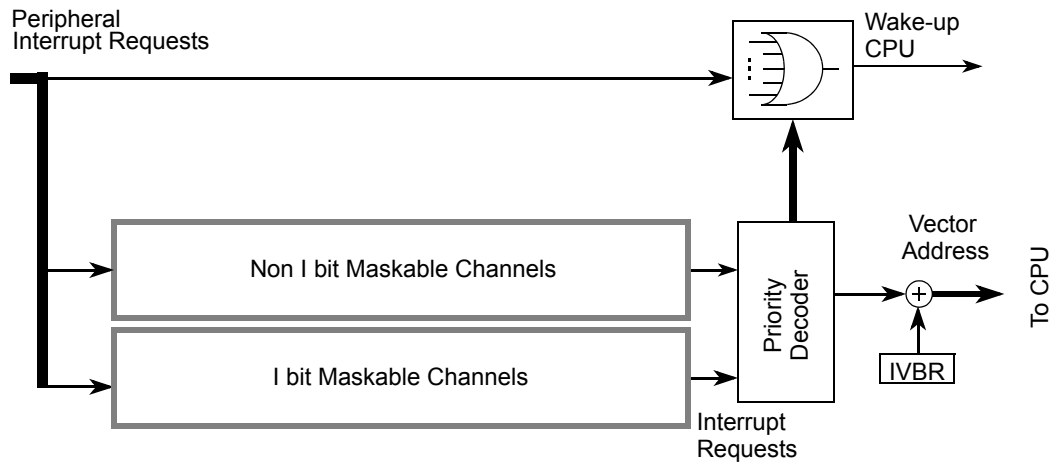 Peripheral
Interrupt Requests
Wake-up
CPU
Non I bit Maskable Channels
I bit Maskable Channels
Priority
Decoder
Interrupt
Requests
Vector
Address
IVBR
To CPU